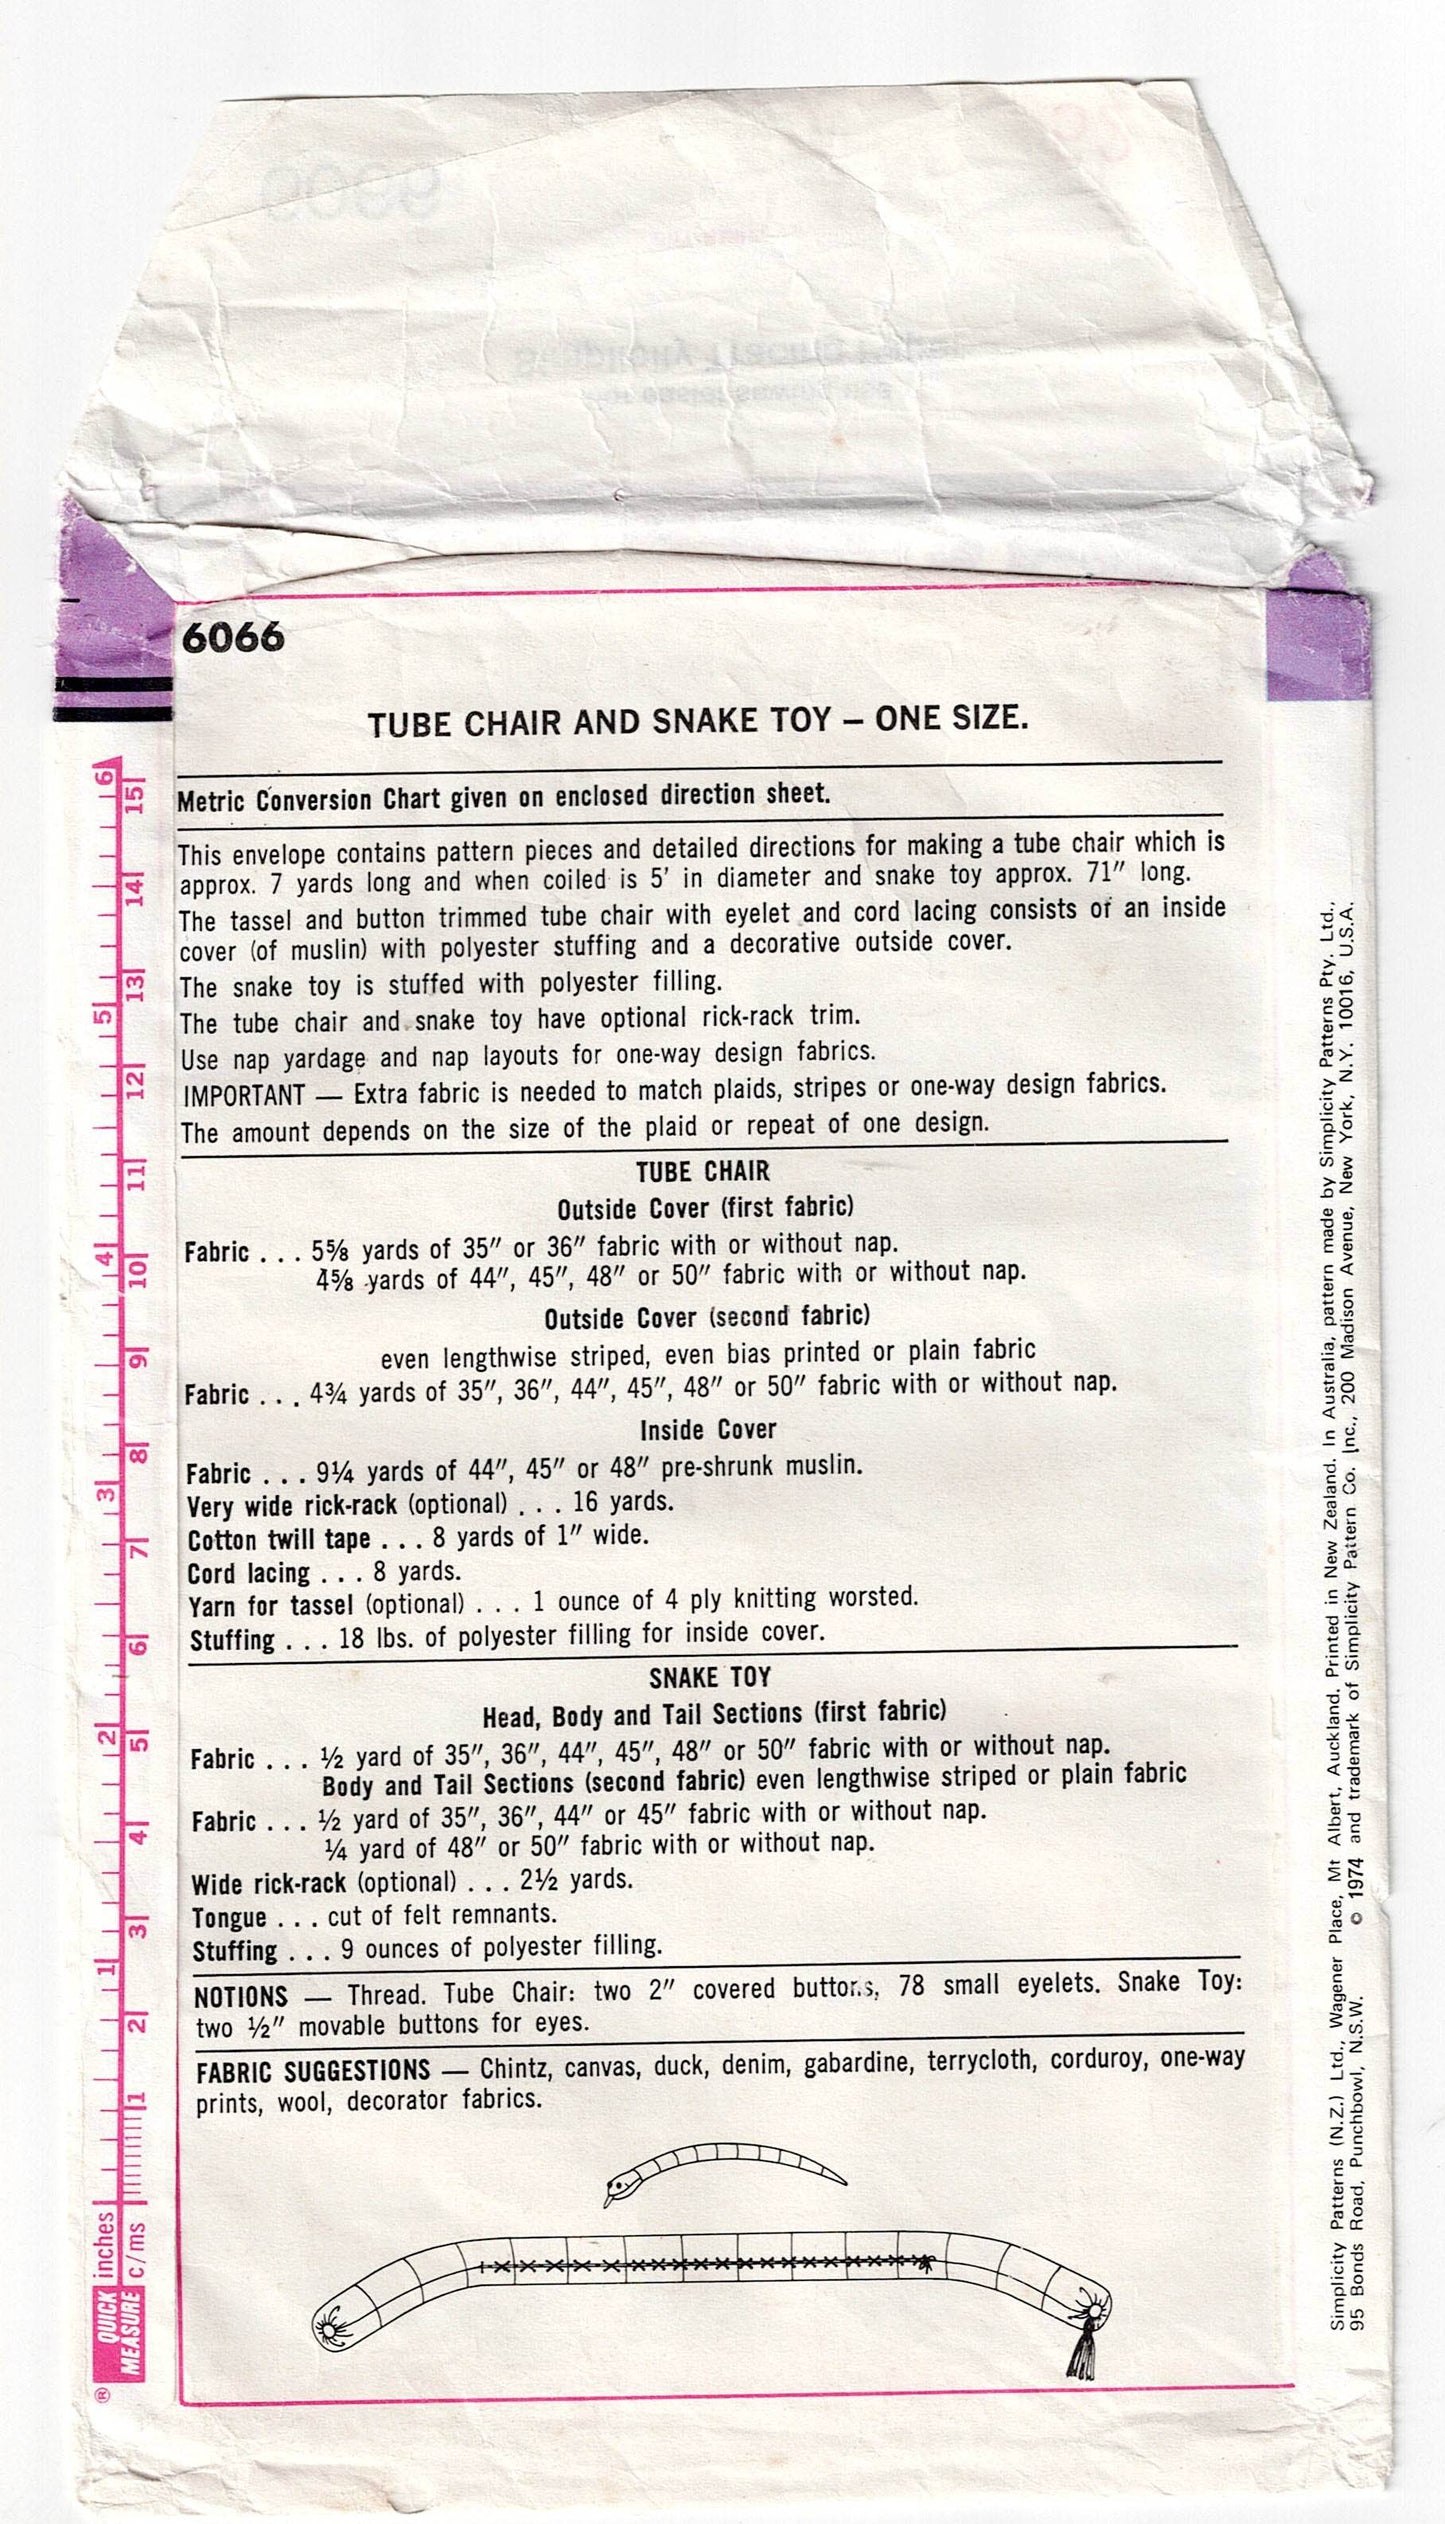 6066
TUBE CHAIR AND SNAKE TOY – ONE SIZE.
Metric Conversion Chart given on enclosed direction sheet.
This envelope contains pattern pieces and detailed directions for making a tube chair which is
approx. 7 yards long and when coiled is 5' in diameter and snake toy approx. 71" long.
The tassel and button trimmed tube chair with eyelet and cord lacing consists of an inside
cover (of muslin) with polyester stuffing and a decorative outside cover.
The snake toy is stuffed with polyester filling.
The tube chair and snake toy have optional rick-rack trim.
Use nap yardage and nap layouts for one-way design fabrics.
IMPORTANT — Extra fabric is needed to match plaids, stripes or one-way design fabrics.
The amount depends on the size of the plaid or repeat of one design.
TUBE CHAIR
Outside Cover (first fabric)
Fabric . . . 5⅝ yards of 35" or 36" fabric with or without nap.
4⅝ yards of 44", 45", 48" or 50" fabric with or without nap.
Outside Cover (second fabric)
even lengthwise striped, even bias printed or plain fabric
Fabric . . . 4¾ yards of 35", 36", 44", 45", 48" or 50" fabric with or without nap.
Inside Cover
Fabric . . . 9¼ yards of 44", 45" or 48" pre-shrunk muslin.
Very wide rick-rack (optional) . . . 16 yards.
Cotton twill tape . . . 8 yards of 1" wide.
Cord lacing . . . 8 yards.
Yarn for tassel (optional) . . . 1 ounce of 4 ply knitting worsted.
Stuffing . . . 18 lbs. of polyester filling for inside cover.
SNAKE TOY
Head, Body and Tail Sections (first fabric)
Fabric . . . ½ yard of 35", 36", 44", 45", 48" or 50" fabric with or without nap.
Body and Tail Sections (second fabric) even lengthwise striped or plain fabric
Fabric . . . ½ yard of 35", 36", 44" or 45" fabric with or without nap.
¼ yard of 48" or 50" fabric with or without nap.
Wide rick-rack (optional) . . . 2½ yards.
Tongue . . . cut of felt remnants.
Stuffing . . . 9 ounces of polyester filling.
NOTIONS — Thread. Tube Chair: two 2" covered buttons, 78 small eyelets. Snake Toy:
two ½" movable buttons for eyes.
FABRIC SUGGESTIONS — Chintz, canvas, duck, denim, gabardine, terrycloth, corduroy, one-way
prints, wool, decorator fabrics.
® QUICK MEASURE
inches 1 2 3 4 5 6
c/ms 1 2 3 4 5 6 7 8 9 10 11 12 13 14 15
Simplicity Patterns (N.Z.) Ltd., Wagener Place, Mt Albert, Auckland. Printed in New Zealand. In Australia, pattern made by Simplicity Patterns Pty. Ltd.,
95 Bonds Road, Punchbowl, N.S.W. © 1974 and trademark of Simplicity Pattern Co. Inc., 200 Madison Avenue, New York, N.Y. 10016, U.S.A.